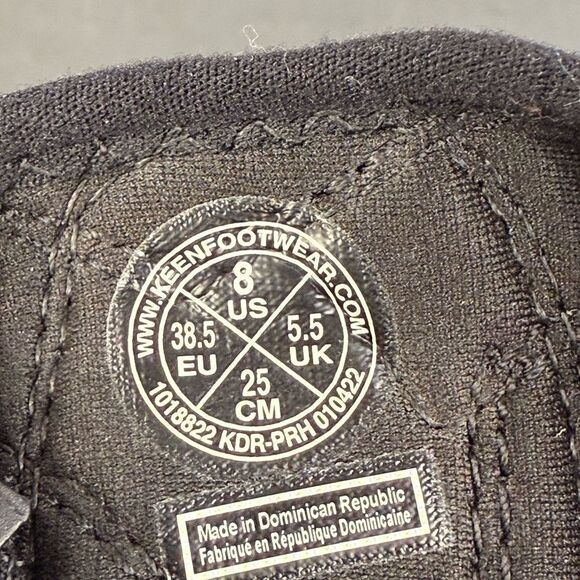 WWW.KEENFOOTWEAR.COM
8
US
38.5
EU
5.5
UK
25
CM
1018822 KDR-PRH 010422
Made in Dominican Republic
Fabriqué en République Dominicaine